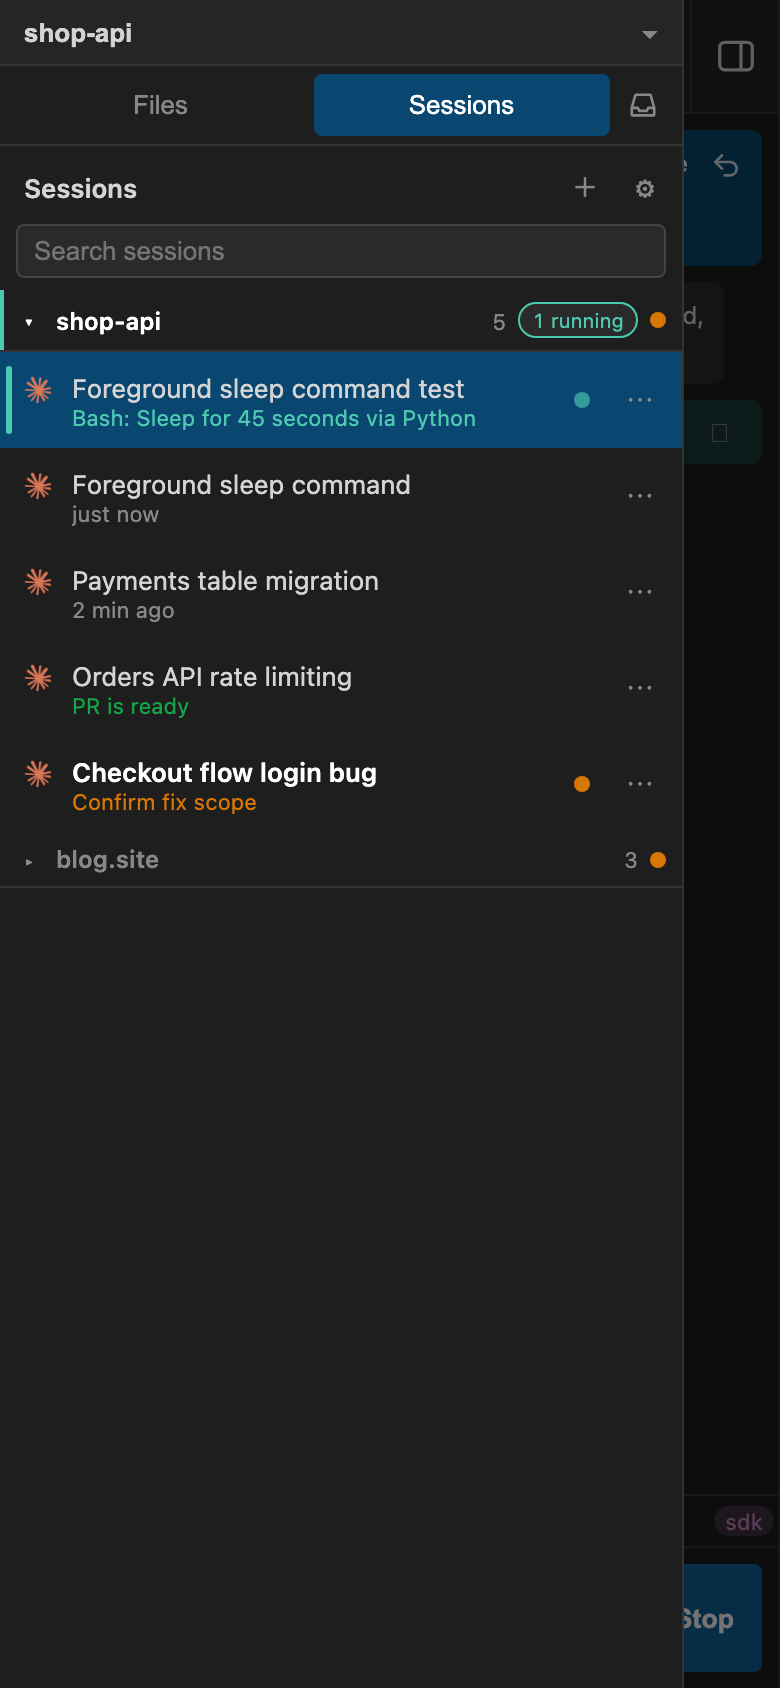 shop-api
Files
Sessions
Sessions
Search sessions
shop-api
5
1 running
d,
Foreground sleep command test
Bash: Sleep for 45 seconds via Python
Foreground sleep command
just now
Payments table migration
2 min ago
Orders API rate limiting
PR is ready
Checkout flow login bug
Confirm fix scope
blog.site
3
sdk
Stop